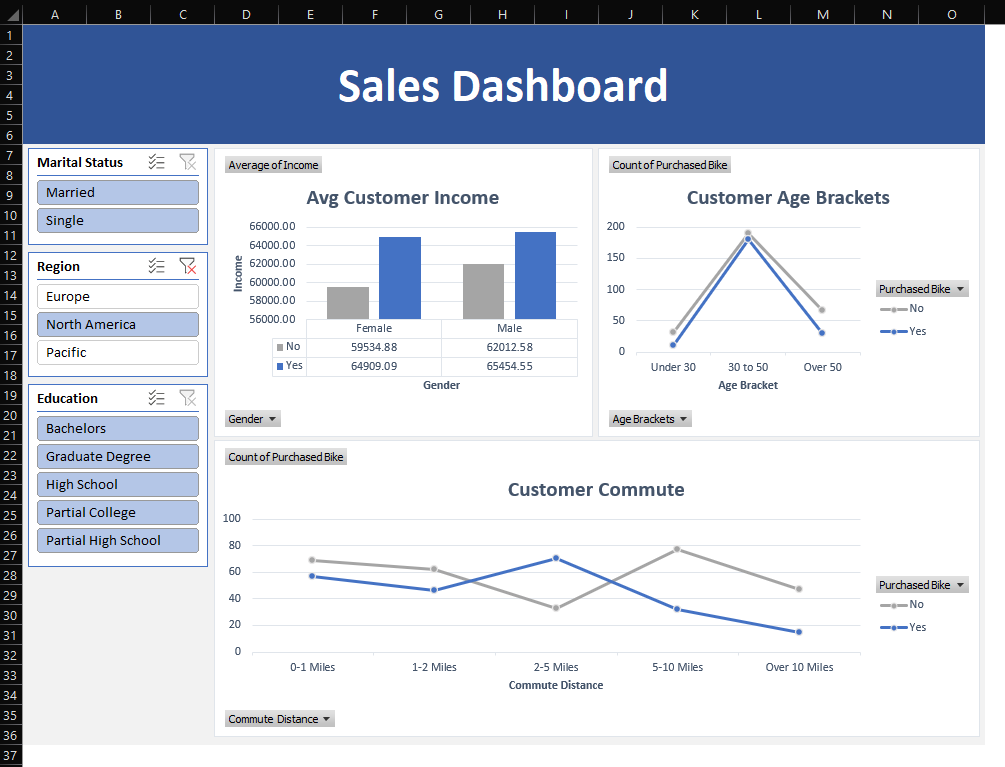 A B C D E F G H I J K L M N O
1
2
3
4
5
6
7
8
9
10
11
12
13
14
15
16
17
18
19
20
21
22
23
24
25
26
27
28
29
30
31
32
33
34
35
36
37
Sales Dashboard
Marital Status
Married
Single
Region
Europe
North America
Pacific
Education
Bachelors
Graduate Degree
High School
Partial College
Partial High School
Average of Income
Avg Customer Income
Income
66000.00
64000.00
62000.00
60000.00
58000.00
56000.00
Female Male
No 59534.88 62012.58
Yes 64909.09 65454.55
Gender
Gender
Count of Purchased Bike
Customer Age Brackets
200
150
100
50
0
Under 30 30 to 50 Over 50
Age Bracket
Purchased Bike
No
Yes
Age Brackets
Count of Purchased Bike
Customer Commute
100
80
60
40
20
0
0-1 Miles 1-2 Miles 2-5 Miles 5-10 Miles Over 10 Miles
Commute Distance
Purchased Bike
No
Yes
Commute Distance